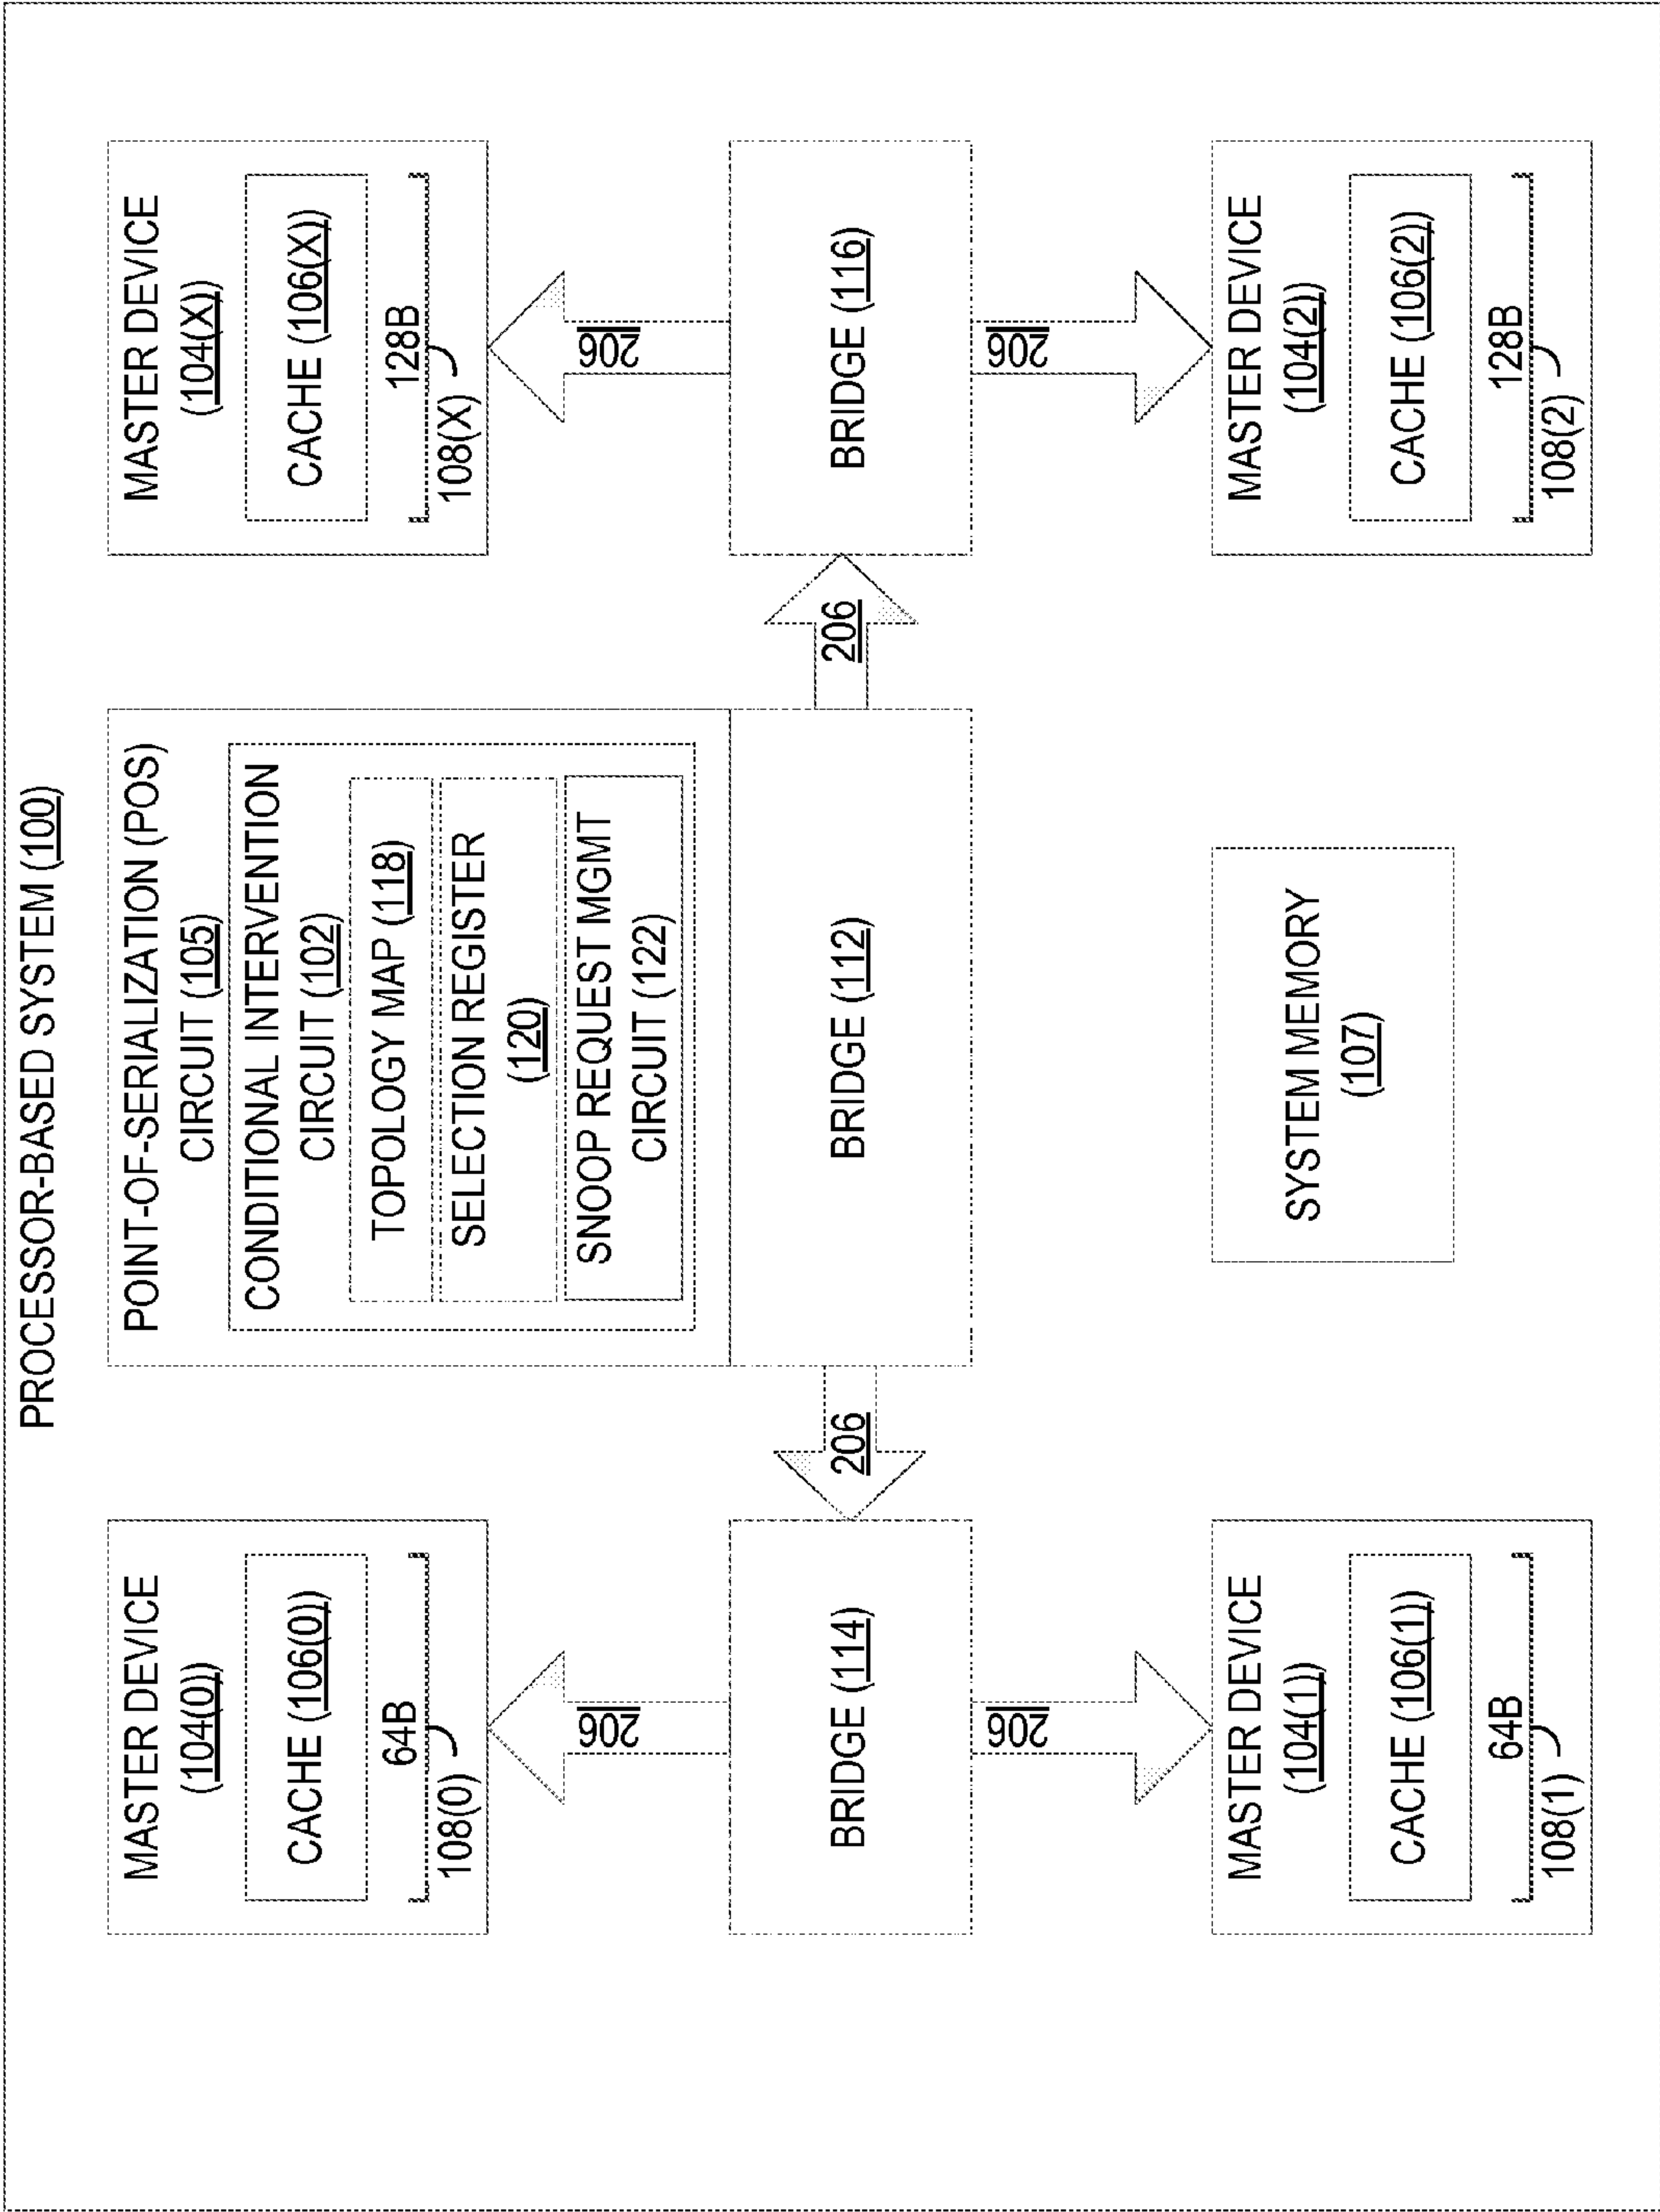 PROCESSOR-BASED SYSTEM (100)
MASTER DEVICE
(104(0))
CACHE (106(0))
64B
108(0)
POINT-OF-SERIALIZATION (POS)
CIRCUIT (105)
CONDITIONAL INTERVENTION
CIRCUIT (102)
TOPOLOGY MAP (118)
SELECTION REGISTER
(120)
SNOOP REQUEST MGMT
CIRCUIT (122)
MASTER DEVICE
(104(X))
CACHE (106(X))
128B
108(X)
206
206
BRIDGE (114)
206
BRIDGE (112)
206
BRIDGE (116)
206
206
MASTER DEVICE
(104(1))
CACHE (106(1))
64B
108(1)
SYSTEM MEMORY
(107)
MASTER DEVICE
(104(2))
CACHE (106(2))
128B
108(2)